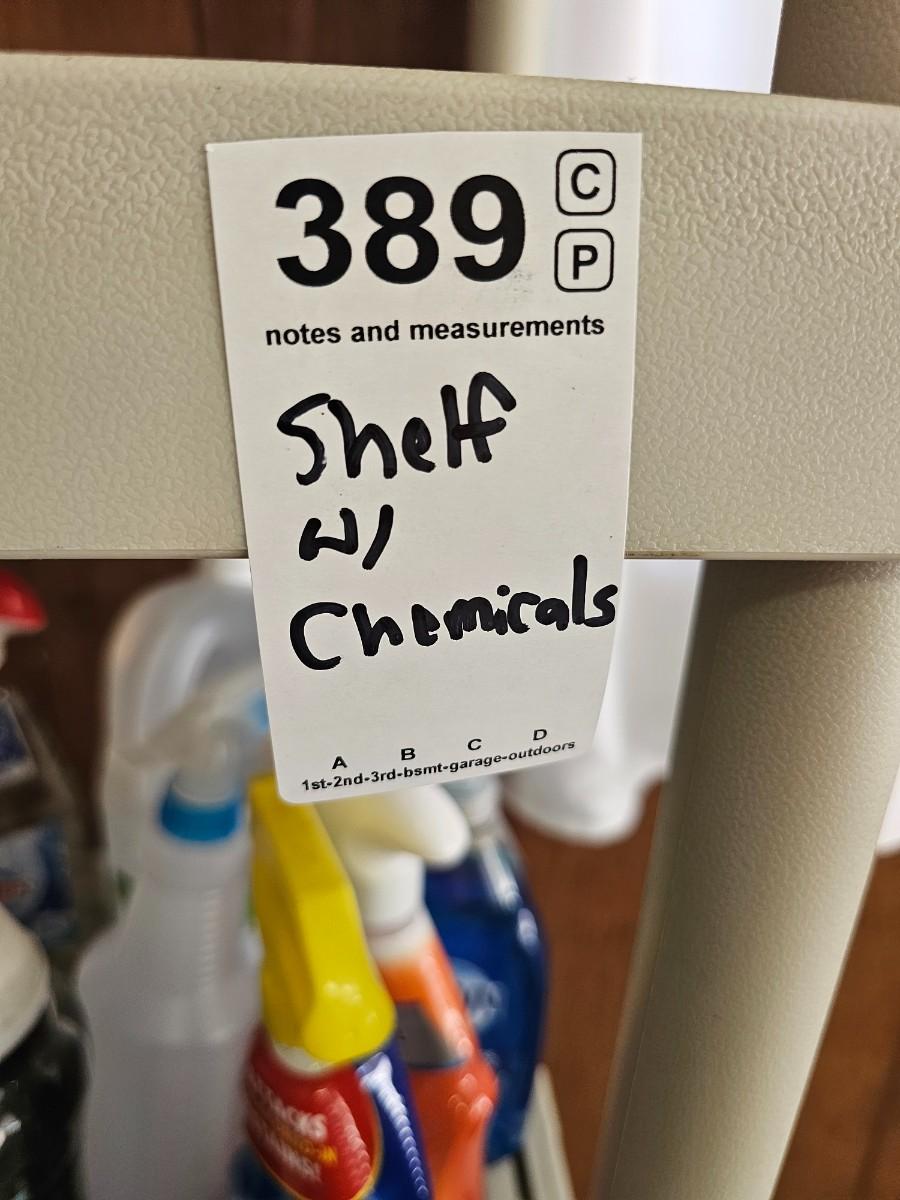 389
C
P
notes and measurements
Shelf
w/
Chemicals
A B C D
1st-2nd-3rd-bsmt-garage-outdoors